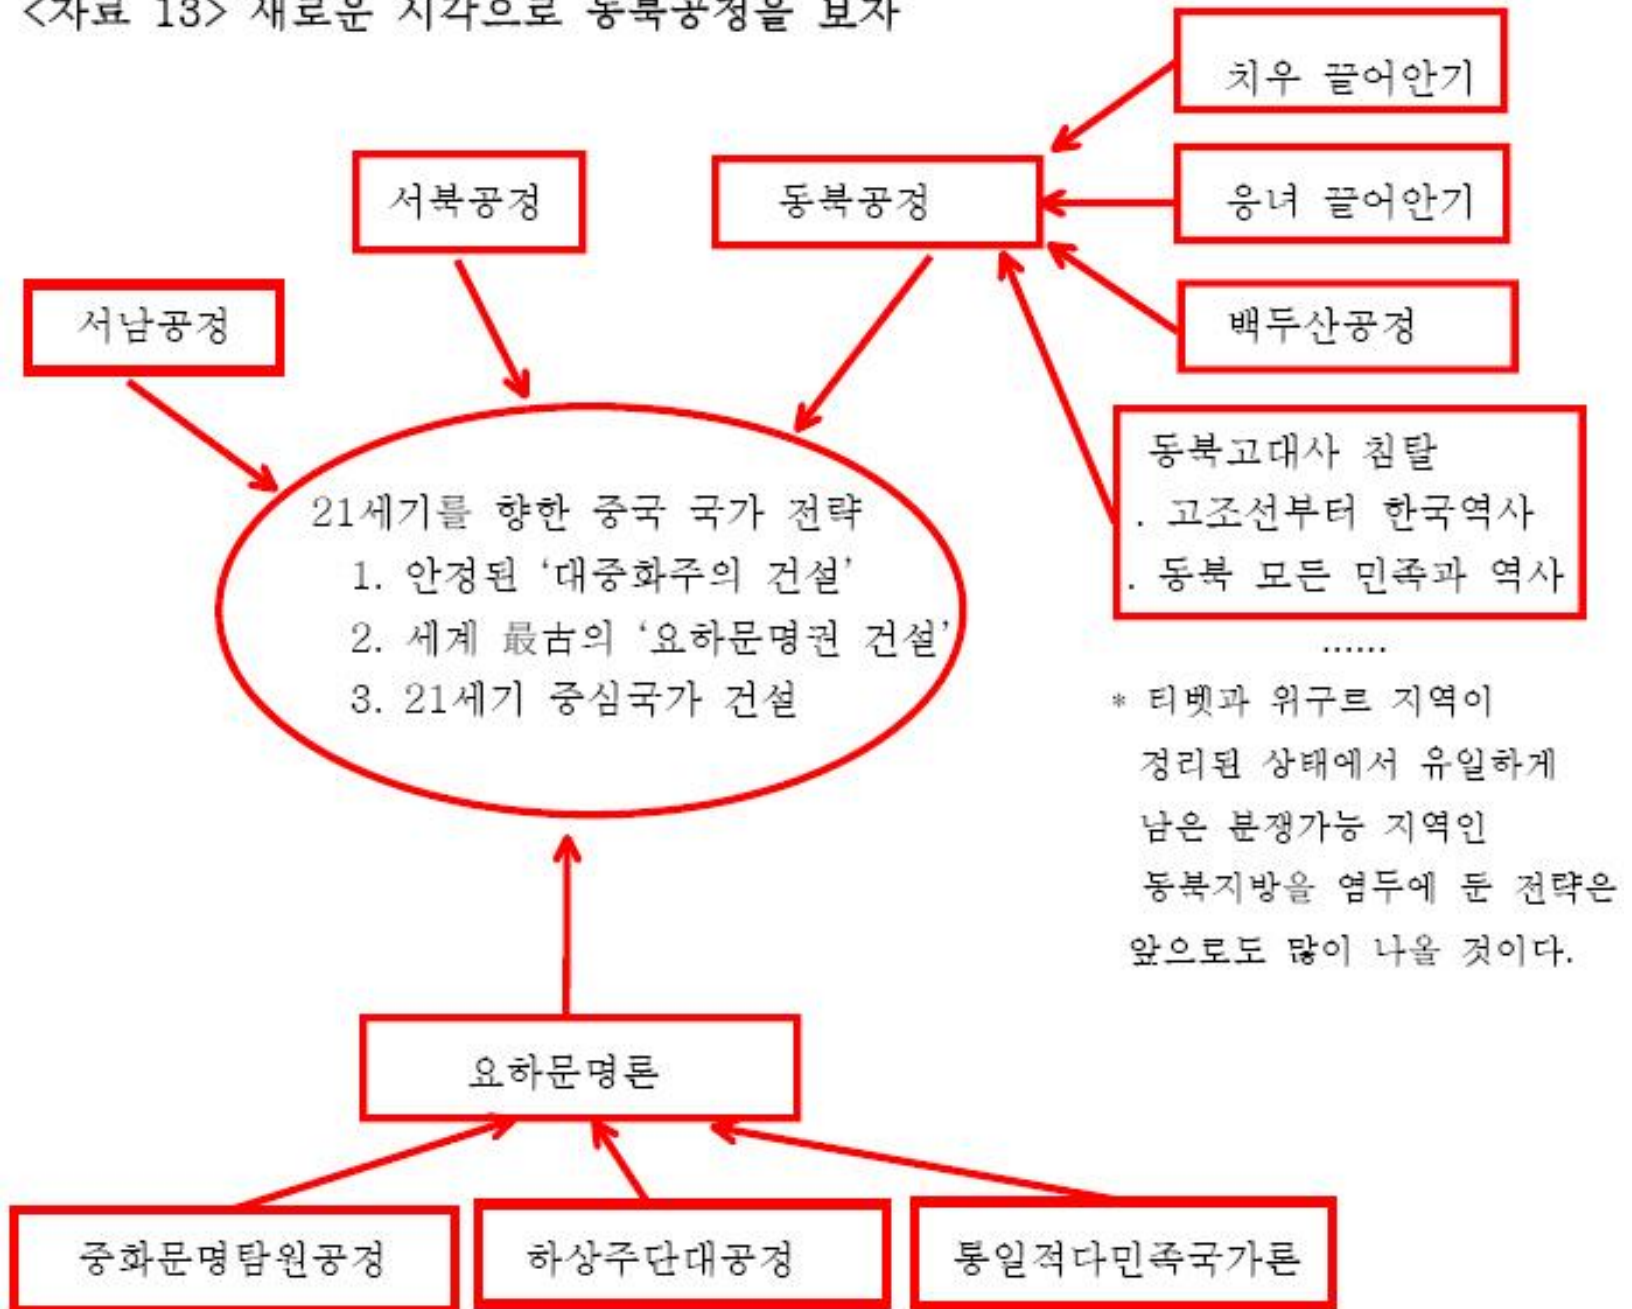 <자료 13> 새로운 시각으로 동북공정을 보자
치우 끌어안기
서북공정
동북공정
웅녀 끌어안기
서남공정
백두산공정
동북고대사 침탈
. 고조선부터 한국역사
. 동북 모든 민족과 역사
......
21세기를 향한 중국 국가 전략
1. 안정된 ‘대중화주의 건설’
2. 세계 最古의 ‘요하문명권 건설’
3. 21세기 중심국가 건설
* 티벳과 위구르 지역이
정리된 상태에서 유일하게
남은 분쟁가능 지역인
동북지방을 염두에 둔 전략은
앞으로도 많이 나올 것이다.
요하문명론
중화문명탐원공정
하상주단대공정
통일적다민족국가론